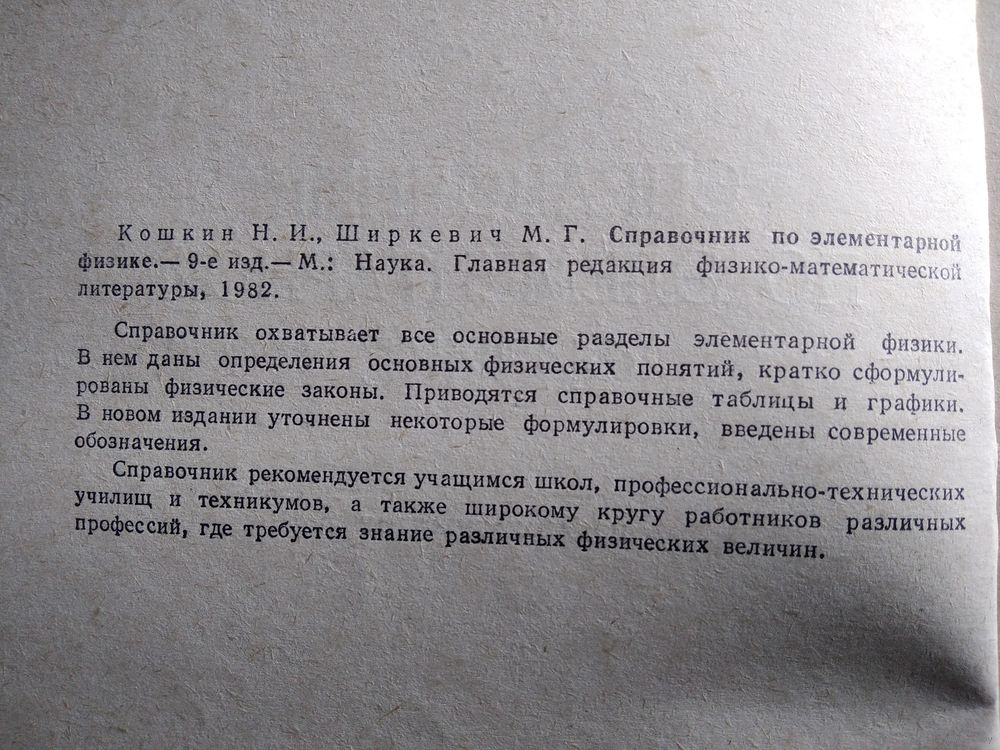 Кошкин Н. И., Ширкевич М. Г. Справочник по элементарной
физике.— 9-е изд.— М.: Наука. Главная редакция физико-математической
литературы, 1982.
Справочник охватывает все основные разделы элементарной физики.
В нем даны определения основных физических понятий, кратко сформули-
рованы физические законы. Приводятся справочные таблицы и графики.
В новом издании уточнены некоторые формулировки, введены современные
обозначения.
Справочник рекомендуется учащимся школ, профессионально-технических
училищ и техникумов, а также широкому кругу работников различных
профессий, где требуется знание различных физических величин.